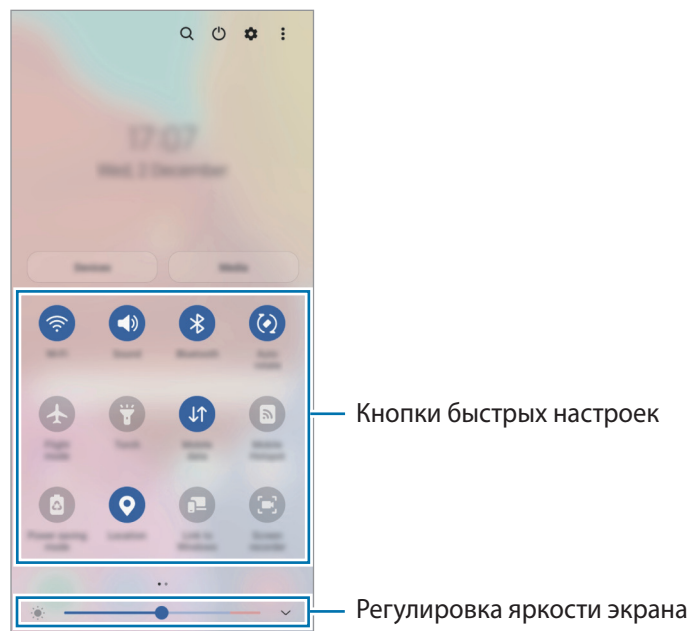 17:07
Wed, 2 December
Devices
Media
Wi-Fi
Sound
Bluetooth
Auto
rotate
Flight
mode
Torch
Mobile
data
Mobile
Hotspot
Кнопки быстрых настроек
Power saving
mode
Location
Link to
Windows
Screen
recorder
Регулировка яркости экрана